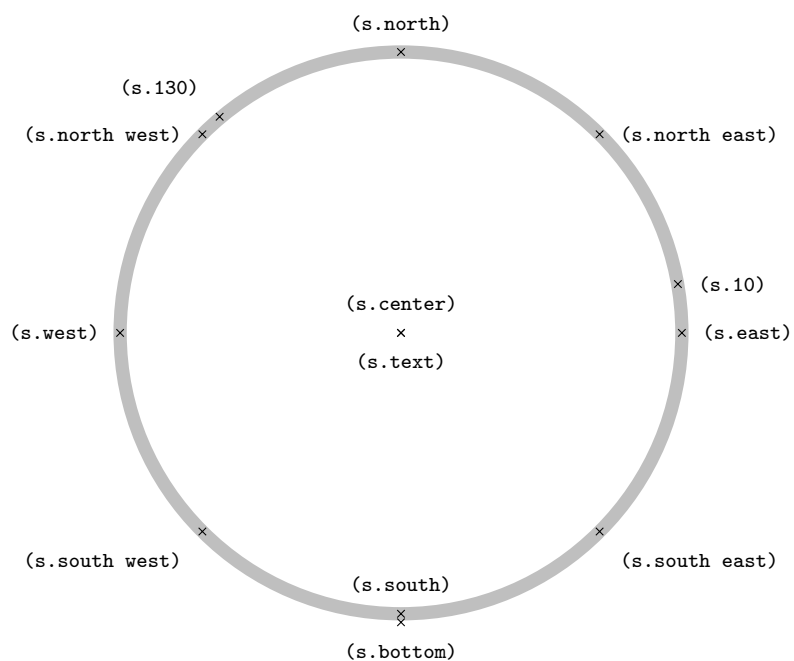 (s.north)
(s.130)
(s.north west)
(s.north east)
(s.10)
(s.center)
(s.west)
(s.east)
(s.text)
(s.south west)
(s.south east)
(s.south)
(s.bottom)